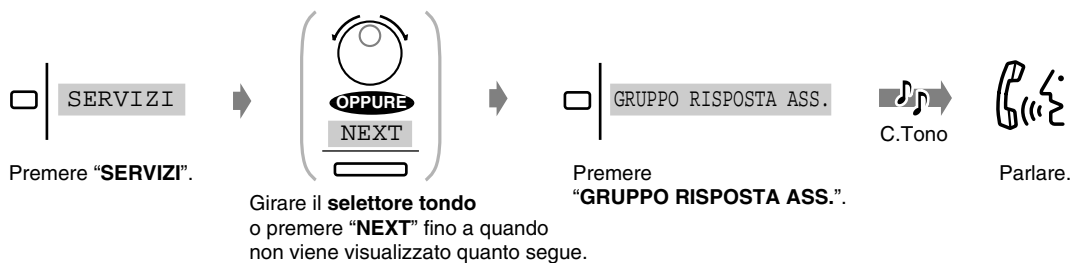 SERVIZI
OPPURE
NEXT
GRUPPO RISPOSTA ASS.
C.Tono
Premere “SERVIZI”.
Girare il selettore tondo
o premere “NEXT” fino a quando
non viene visualizzato quanto segue.
Premere
“GRUPPO RISPOSTA ASS.”.
Parlare.